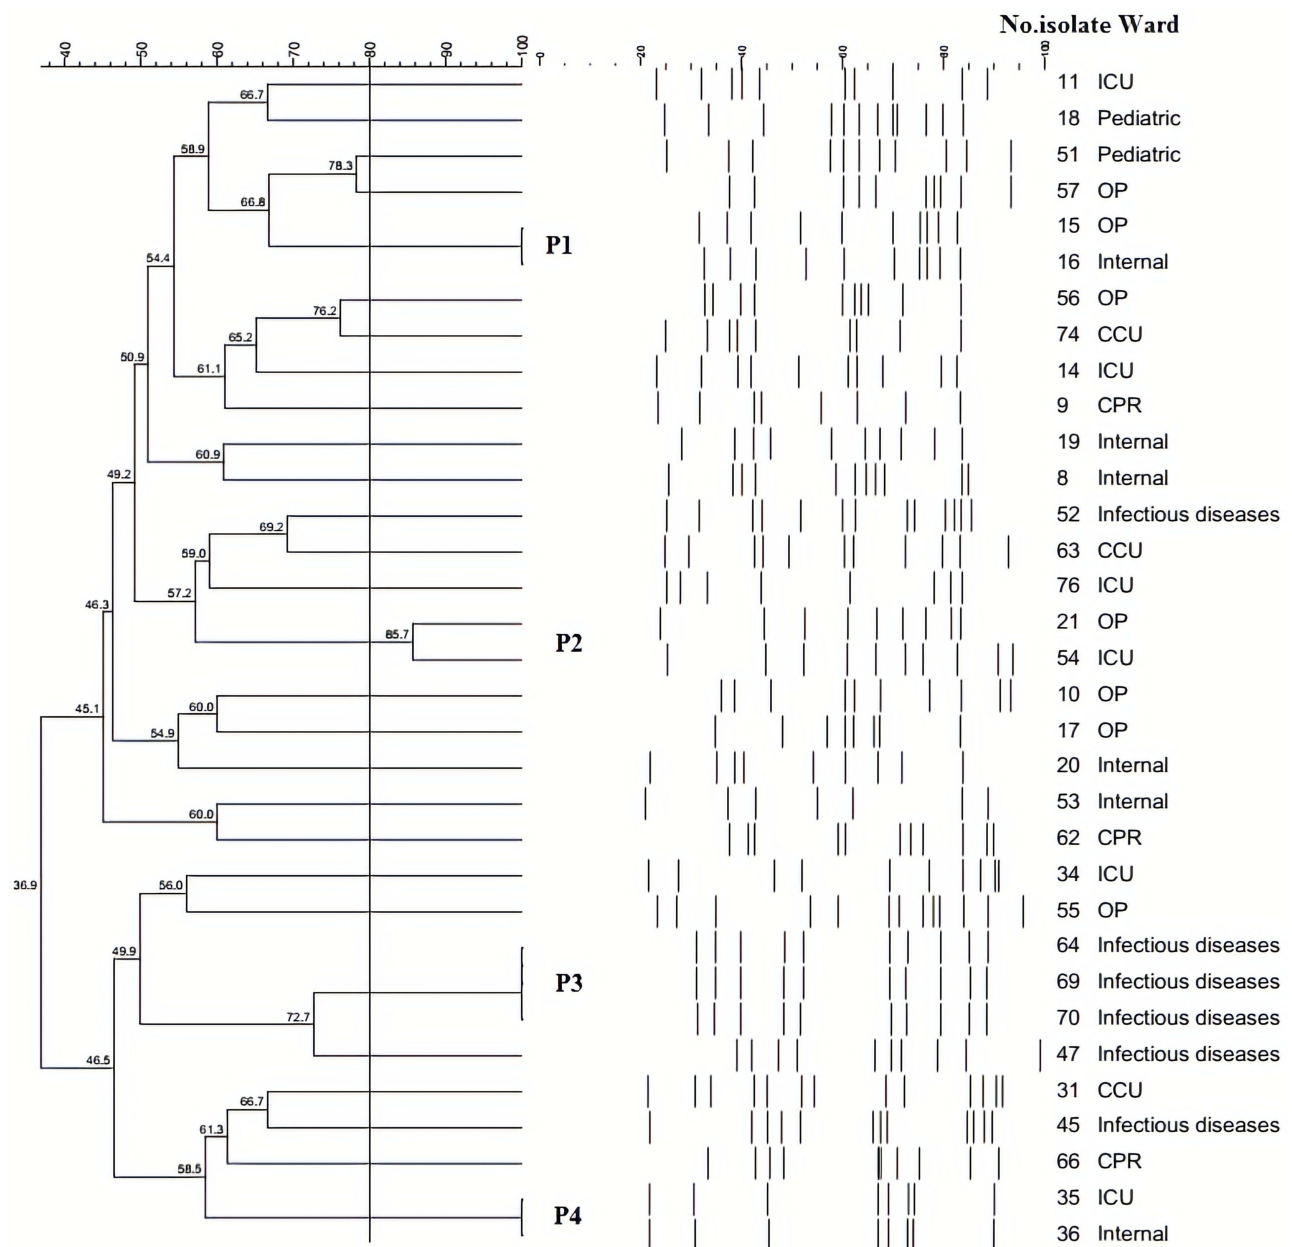 No.isolate Ward
40 50 60 70 80 90 100 0 20 40 60 80 100
11 ICU
66.7
18 Pediatric
58.9
51 Pediatric
78.3
57 OP
66.8
15 OP
P1
54.4
16 Internal
56 OP
76.2
74 CCU
65.2
50.9
14 ICU
61.1
9 CPR
19 Internal
60.9
49.2
8 Internal
52 Infectious diseases
69.2
63 CCU
59.0
76 ICU
57.2
46.3
21 OP
85.7
P2
54 ICU
10 OP
60.0
45.1
17 OP
54.9
20 Internal
53 Internal
60.0
62 CPR
34 ICU
36.9
56.0
55 OP
64 Infectious diseases
49.9
69 Infectious diseases
P3
70 Infectious diseases
72.7
47 Infectious diseases
46.5
31 CCU
66.7
45 Infectious diseases
61.3
66 CPR
58.5
35 ICU
P4
36 Internal